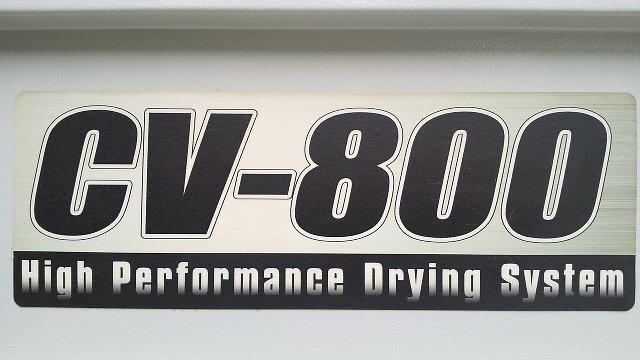 CV-800
High Performance Drying System